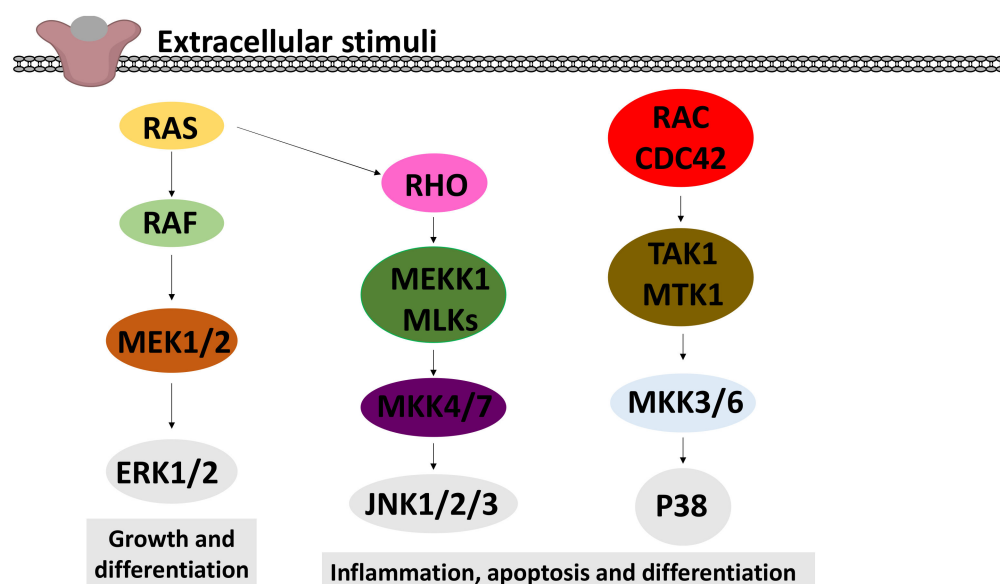 Extracellular stimuli
RAS
RAF
MEK1/2
ERK1/2
Growth and
differentiation
RHO
MEKK1
MLKs
MKK4/7
JNK1/2/3
RAC
CDC42
TAK1
MTK1
MKK3/6
P38
Inflammation, apoptosis and differentiation